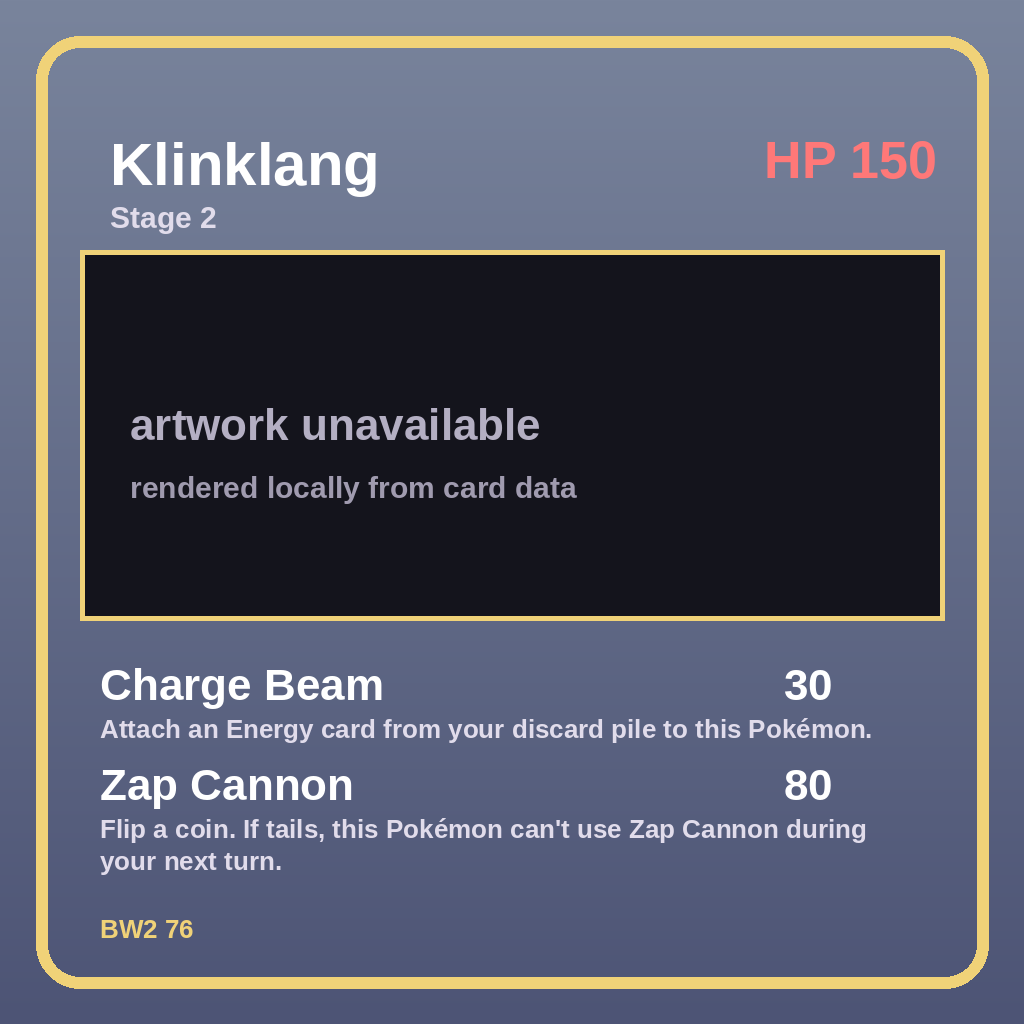 Klinklang
HP 150
Stage 2
artwork unavailable
rendered locally from card data
Charge Beam 30
Attach an Energy card from your discard pile to this Pokémon.
Zap Cannon 80
Flip a coin. If tails, this Pokémon can't use Zap Cannon during
your next turn.
BW2 76